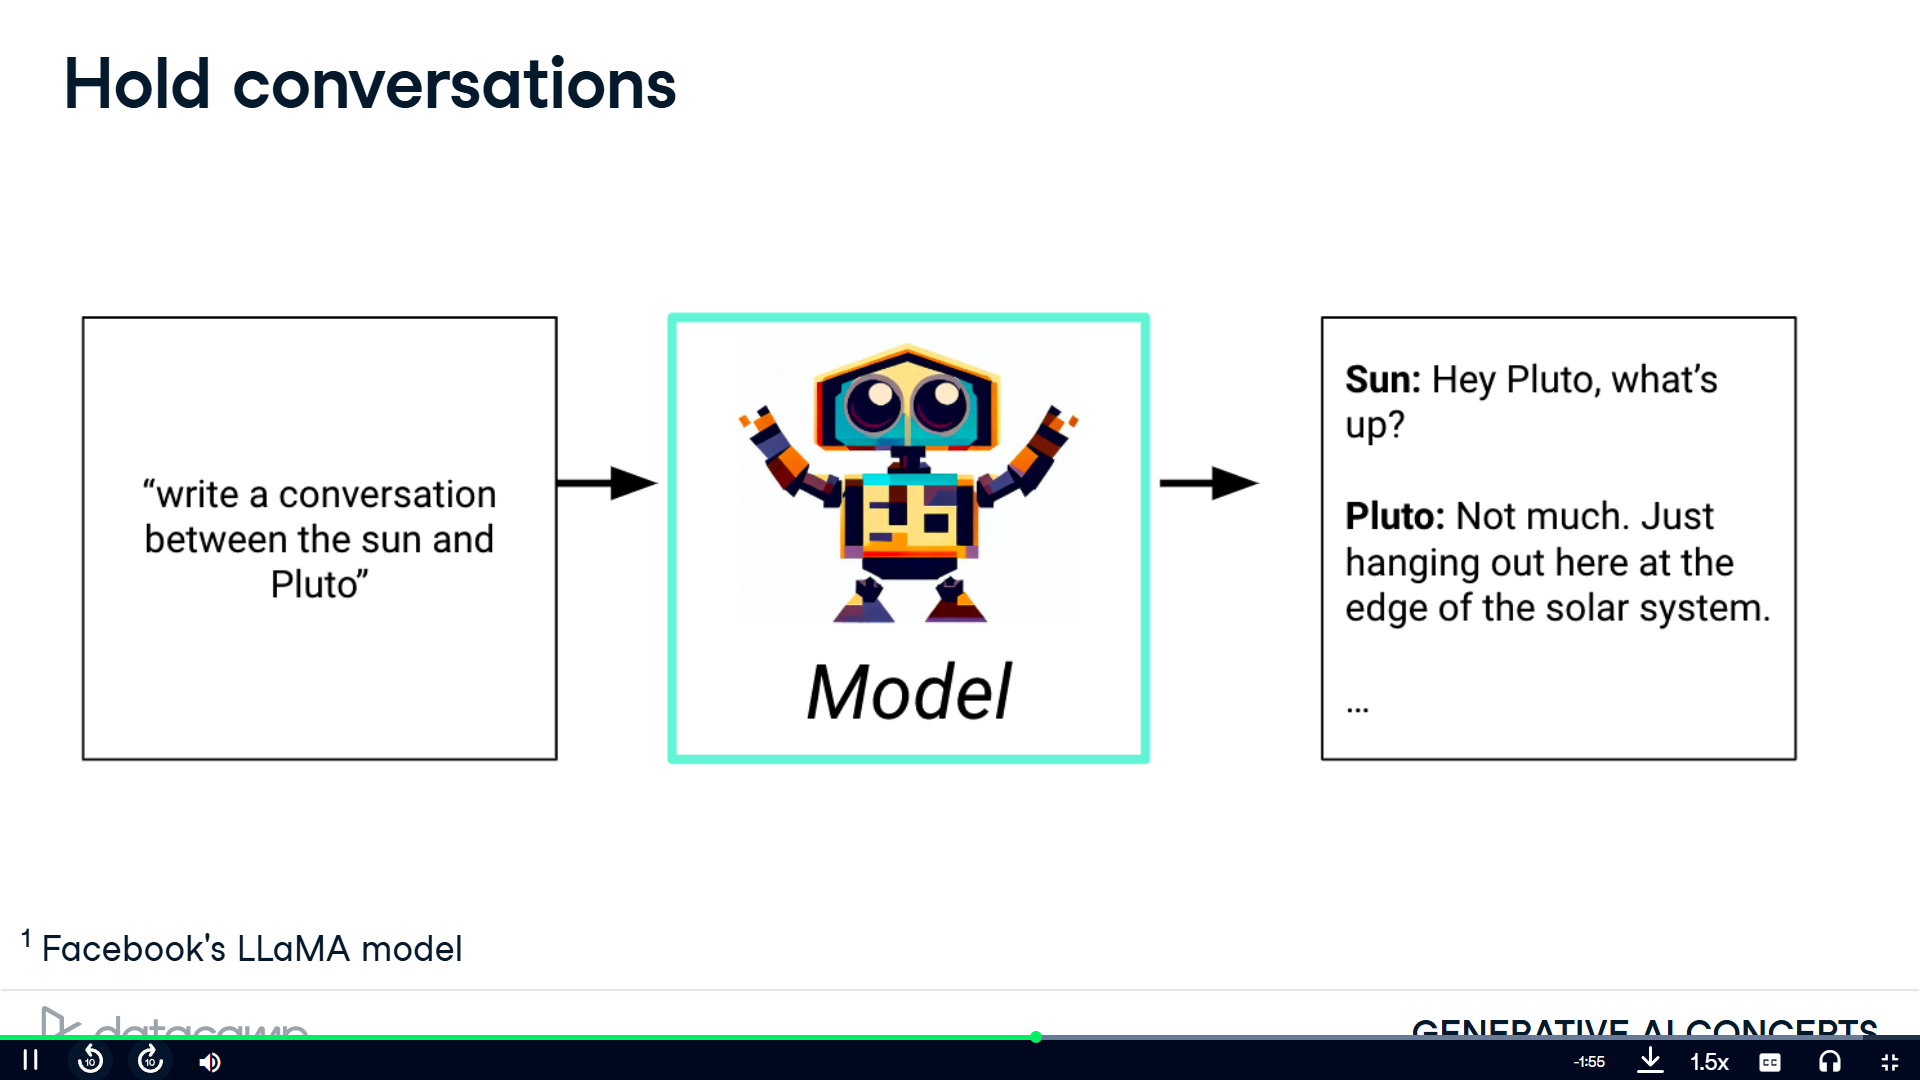 Hold conversations
“write a conversation
between the sun and
Pluto”
Model
Sun: Hey Pluto, what’s
up?
Pluto: Not much. Just
hanging out here at the
edge of the solar system.
...
1 Facebook's LLaMA model
datacamp
GENERATIVE AI CONCEPTS
10
10
-1:55
1.5x
CC